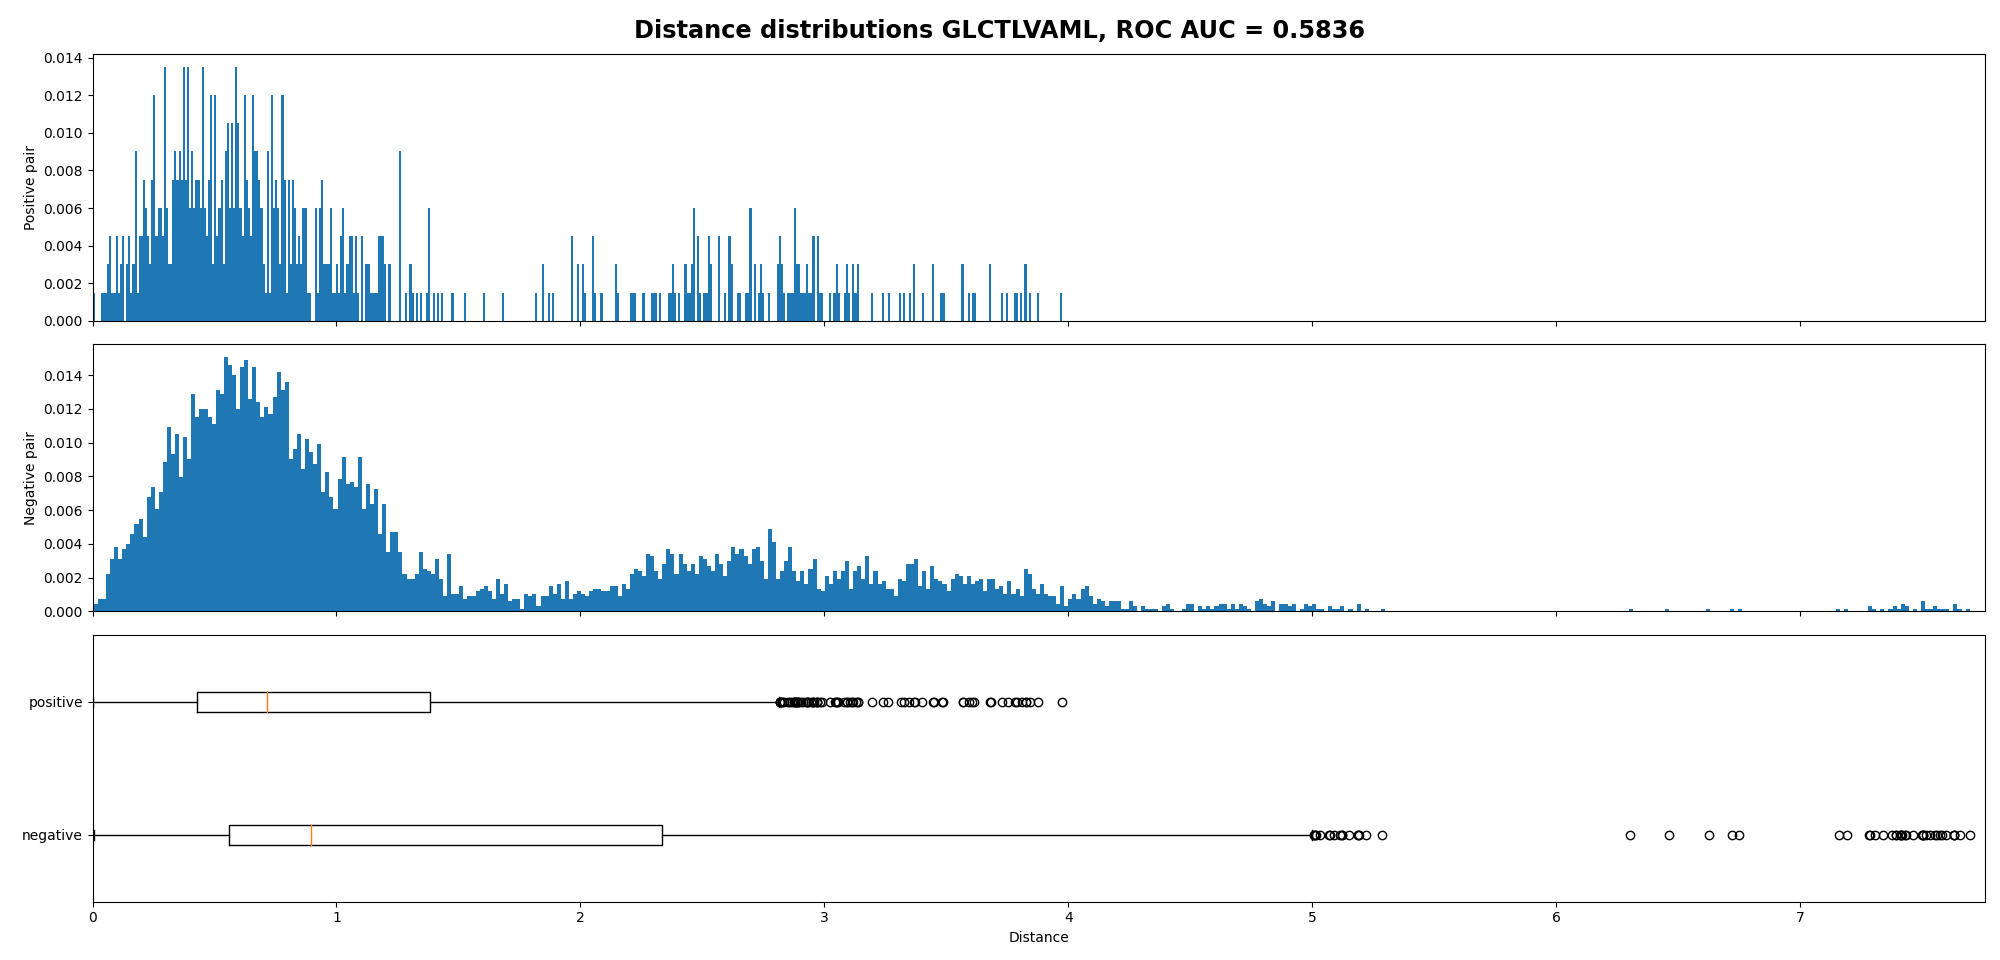 Distance distributions GLCTLVAML, ROC AUC = 0.5836
0.014
0.012
0.010
0.008
0.006
0.004
0.002
0.000
Positive pair
0.014
0.012
0.010
0.008
0.006
0.004
0.002
0.000
Negative pair
positive
negative
0 1 2 3 4 5 6 7
Distance